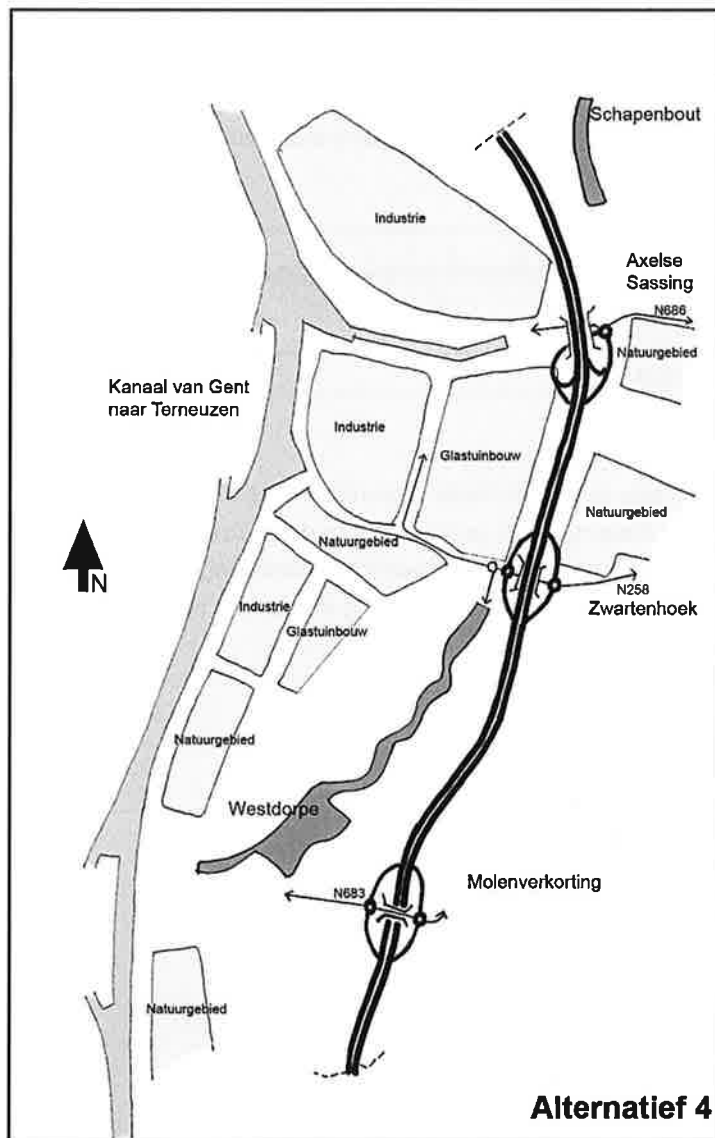 Schapenbout
Industrie
Axelse
Sassing
N686
Natuurgebied
Kanaal van Gent
naar Terneuzen
Industrie
Glastuinbouw
Natuurgebied
Natuurgebied
N
Industrie
Glastuinbouw
N258
Zwartenhoek
Natuurgebied
Westdorpe
Molenverkorting
N683
Natuurgebied
Alternatief 4